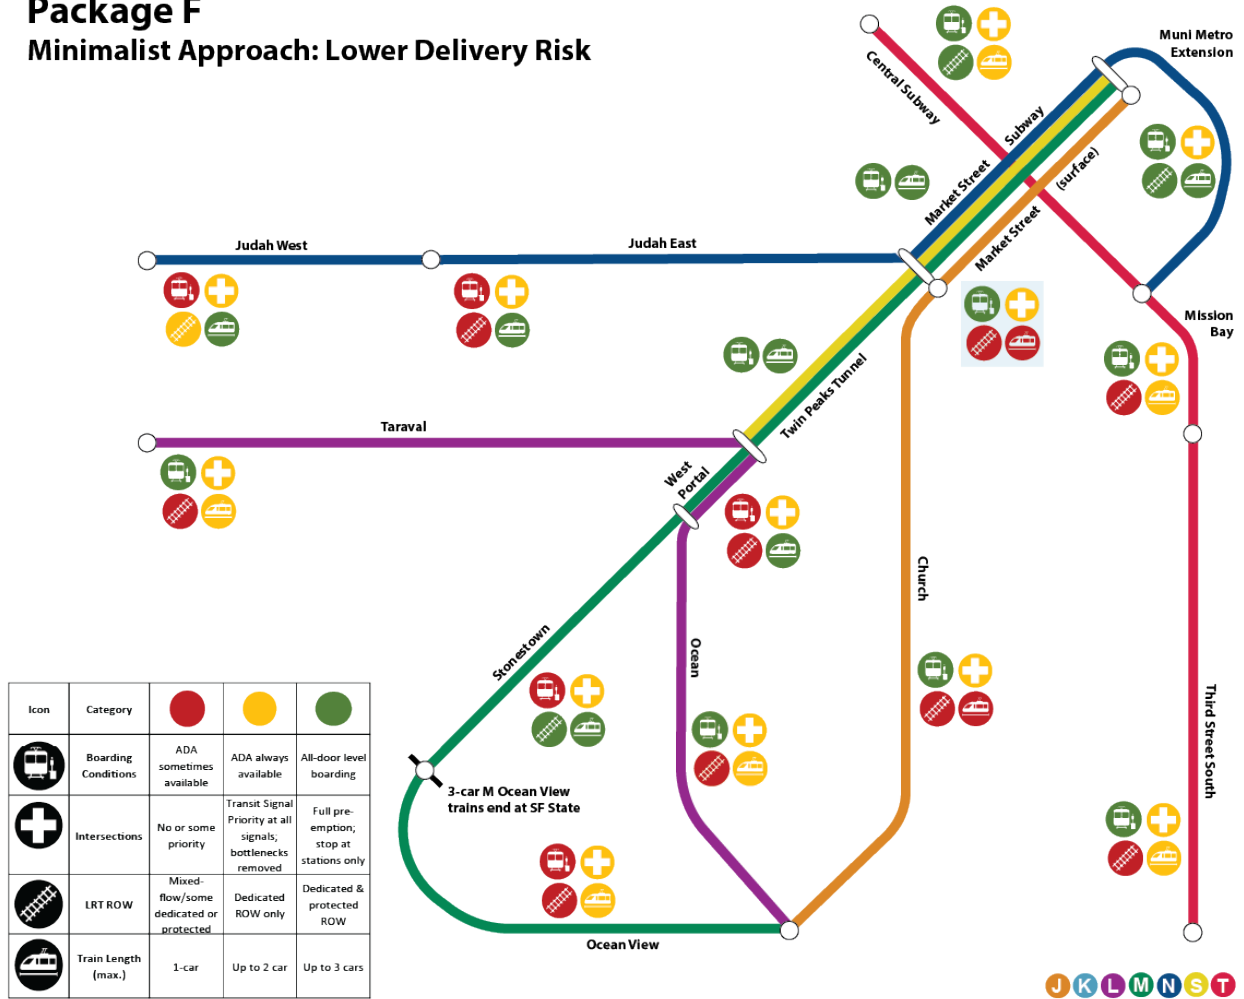 Package F
Minimalist Approach: Lower Delivery Risk
Muni Metro
Extension
Central Subway
Market Street
Subway
Market Street
(surface)
Judah West
Judah East
Mission
Bay
Twin Peaks Tunnel
Taraval
West
Portal
Church
Stonestown
Ocean
Third Street South
3-car M Ocean View
trains end at SF State
Ocean View
Icon
Category
Boarding
Conditions
ADA
sometimes
available
ADA always
available
All-door level
boarding
Intersections
No or some
priority
Transit Signal
Priority at all
signals;
bottlenecks
removed
Full pre-
emption;
stop at
stations only
LRT ROW
Mixed-
flow/some
dedicated or
protected
Dedicated
ROW only
Dedicated &
protected
ROW
Train Length
(max.)
1-car
Up to 2 car
Up to 3 cars
J K L M N S T